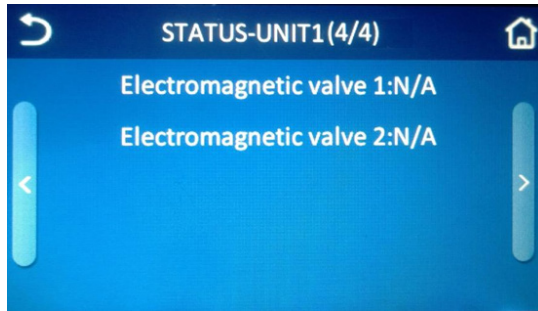 STATUS-UNIT1(4/4)
Electromagnetic valve 1:N/A
Electromagnetic valve 2:N/A